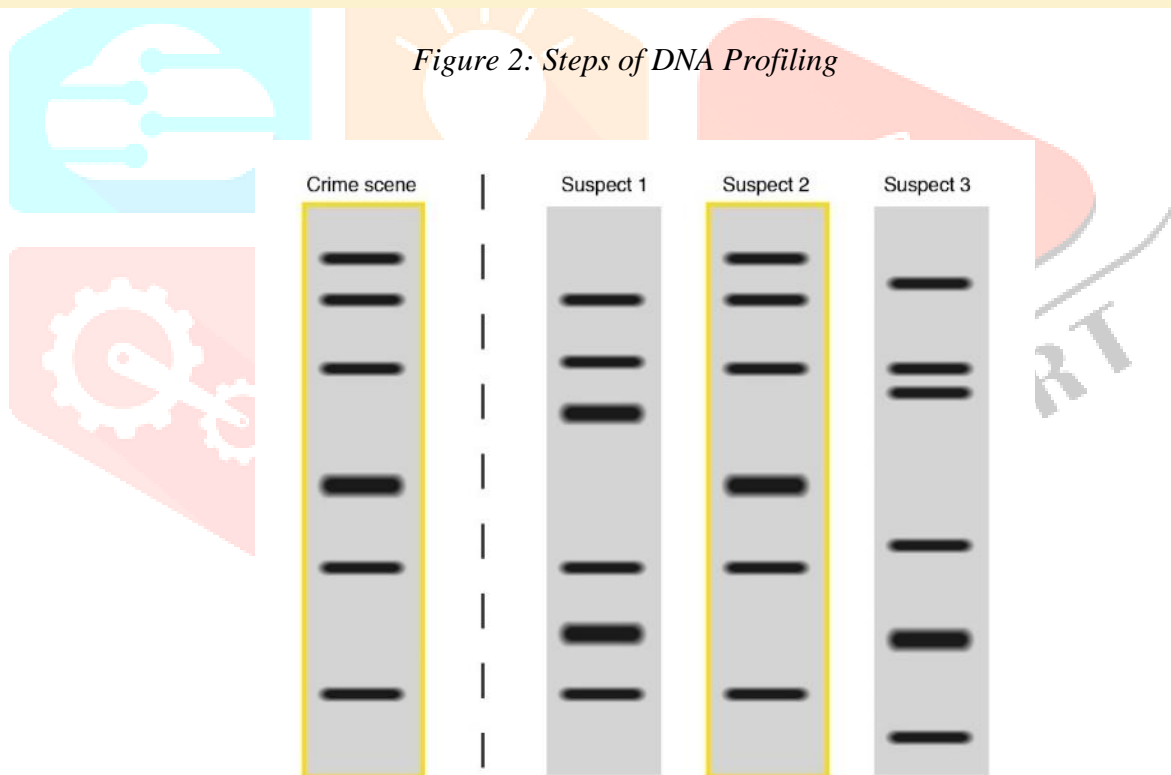 Figure 2: Steps of DNA Profiling
Crime scene
Suspect 1
Suspect 2
Suspect 3